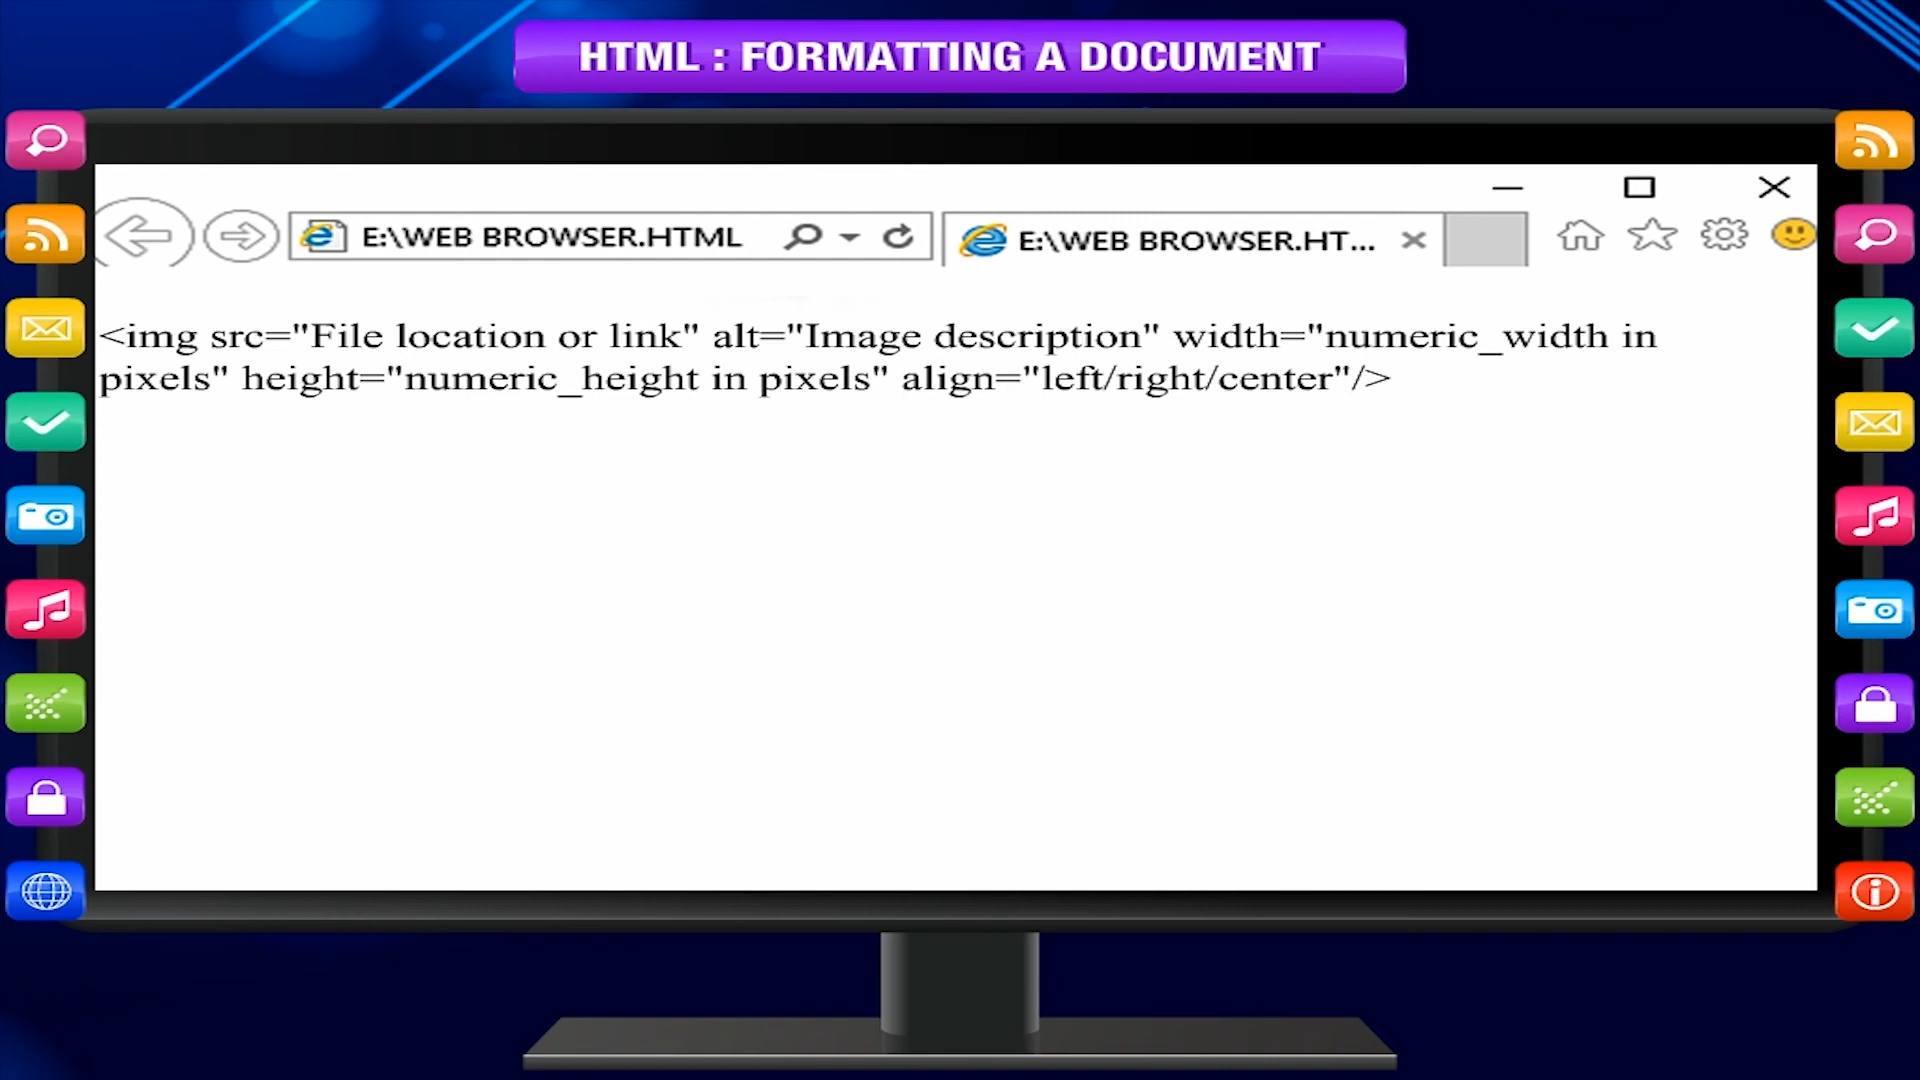 HTML : FORMATTING A DOCUMENT
E:\WEB BROWSER.HTML
E:\WEB BROWSER.HT...
<img src="File location or link" alt="Image description" width="numeric_width in
pixels" height="numeric_height in pixels" align="left/right/center"/>